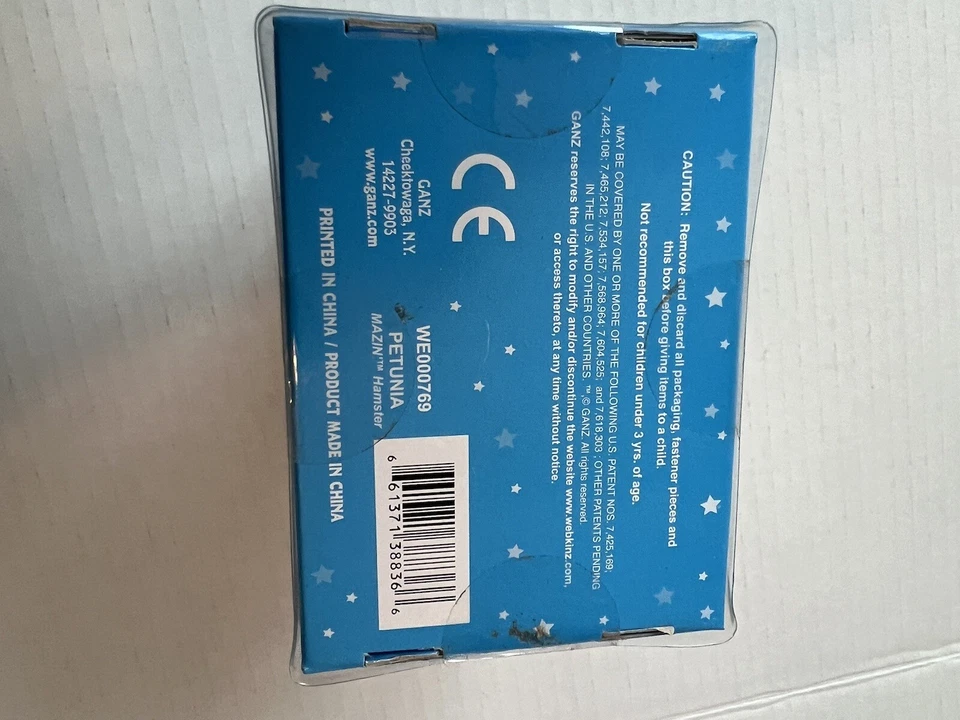 CAUTION: Remove and discard all packaging, fastener pieces and
this box before giving items to a child.
Not recommended for children under 3 yrs. of age.
MAY BE COVERED BY ONE OR MORE OF THE FOLLOWING U.S. PATENT NOS. 7,425,169;
7,442,108; 7,465,212; 7,534,157; 7,568,964; 7,604,525; and 7,618,303 ; OTHER PATENTS PENDING
IN THE U.S. AND OTHER COUNTRIES. ™,© GANZ. All rights reserved.
GANZ reserves the right to modify and/or discontinue the website www.webkinz.com,
or access thereto, at any time without notice.
CE
GANZ
Cheektowaga, N.Y.
14227-9903
www.ganz.com
WE000769
PETUNIA
MAZIN'™ Hamster
6 61371 38836 6
PRINTED IN CHINA / PRODUCT MADE IN CHINA